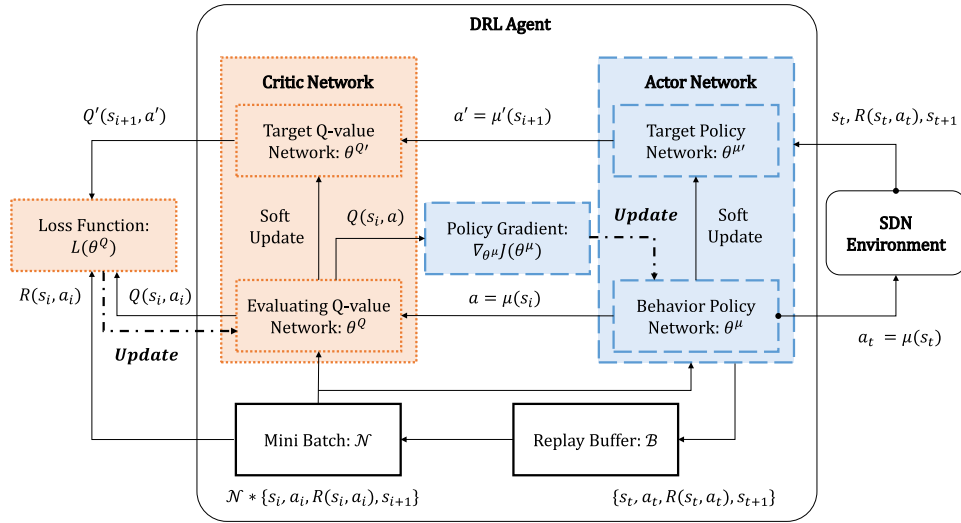 DRL Agent
Critic Network
Actor Network
Q′(s_{i+1}, a′)
Target Q-value
Network: θ^{Q′}
a′ = μ′(s_{i+1})
Target Policy
Network: θ^{μ′}
s_t, R(s_t, a_t), s_{t+1}
Loss Function:
L(θ^Q)
Soft
Update
Q(s_i, a)
Policy Gradient:
∇_{θ^μ}J(θ^μ)
Update
Soft
Update
SDN
Environment
R(s_i, a_i)
Q(s_i, a_i)
Evaluating Q-value
Network: θ^Q
a = μ(s_i)
Behavior Policy
Network: θ^μ
Update
a_t = μ(s_t)
Mini Batch: 𝒩
Replay Buffer: ℬ
𝒩 ∗ {s_i, a_i, R(s_i, a_i), s_{i+1}}
{s_t, a_t, R(s_t, a_t), s_{t+1}}